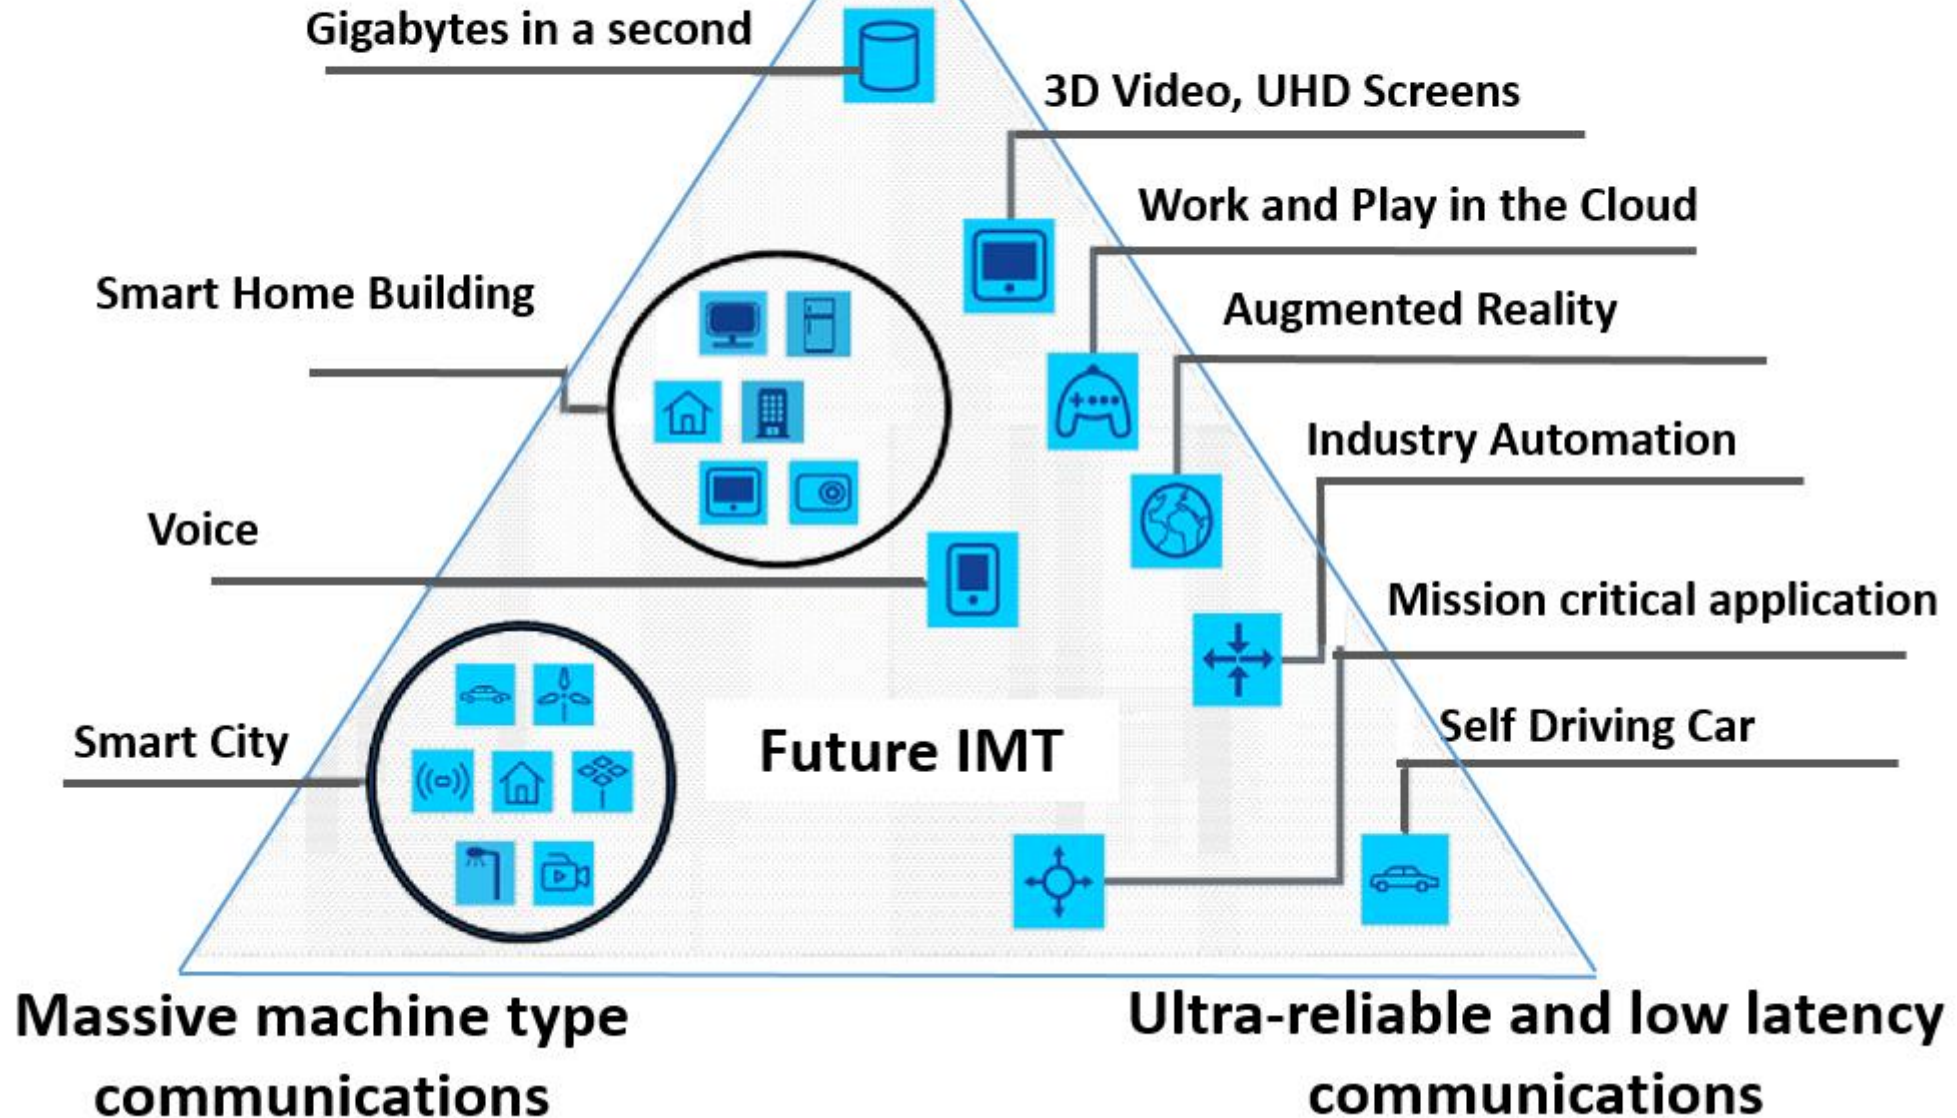 Gigabytes in a second
3D Video, UHD Screens
Work and Play in the Cloud
Smart Home Building
Augmented Reality
Industry Automation
Voice
Mission critical application
Smart City
Self Driving Car
Future IMT
Massive machine type
communications
Ultra-reliable and low latency
communications